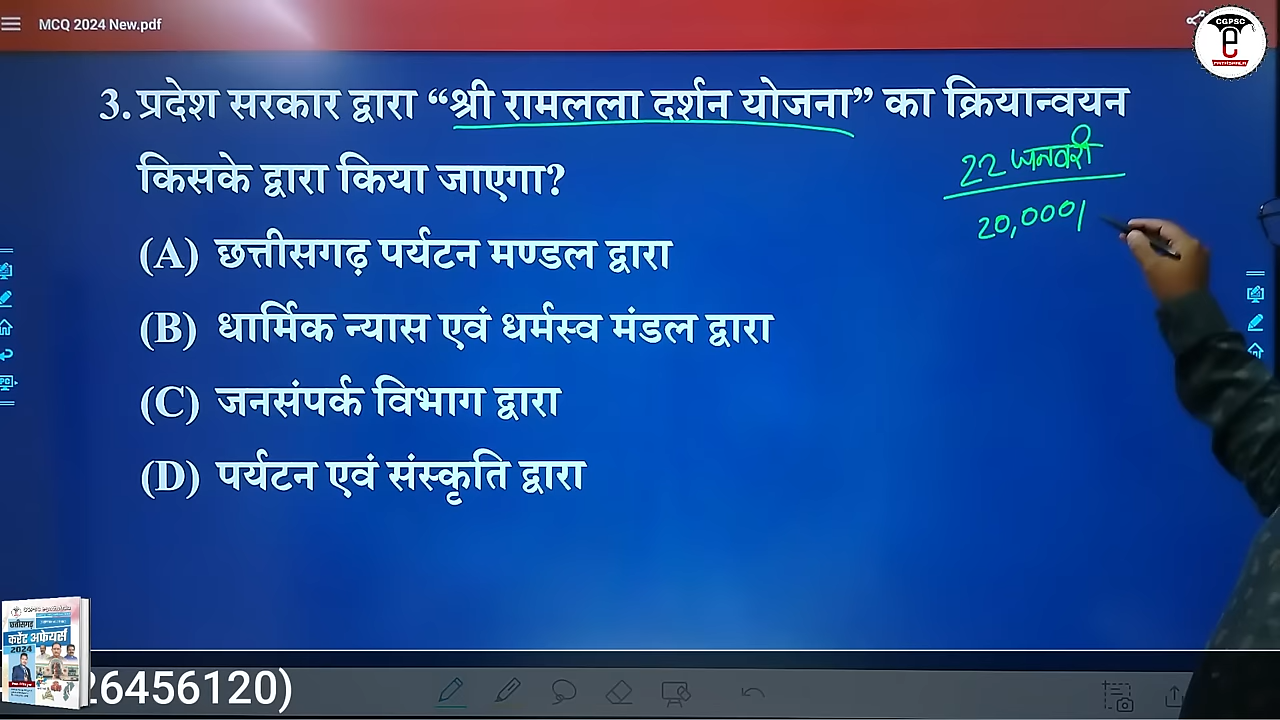 MCQ 2024 New.pdf
CGPSC
3. प्रदेश सरकार द्वारा “श्री रामलला दर्शन योजना” का क्रियान्वयन
किसके द्वारा किया जाएगा?
22 जनवरी
20,000/
(A) छत्तीसगढ़ पर्यटन मण्डल द्वारा
(B) धार्मिक न्यास एवं धर्मस्व मंडल द्वारा
(C) जनसंपर्क विभाग द्वारा
(D) पर्यटन एवं संस्कृति द्वारा
छत्तीसगढ़
करेंट अफेयर्स
2024
26456120)